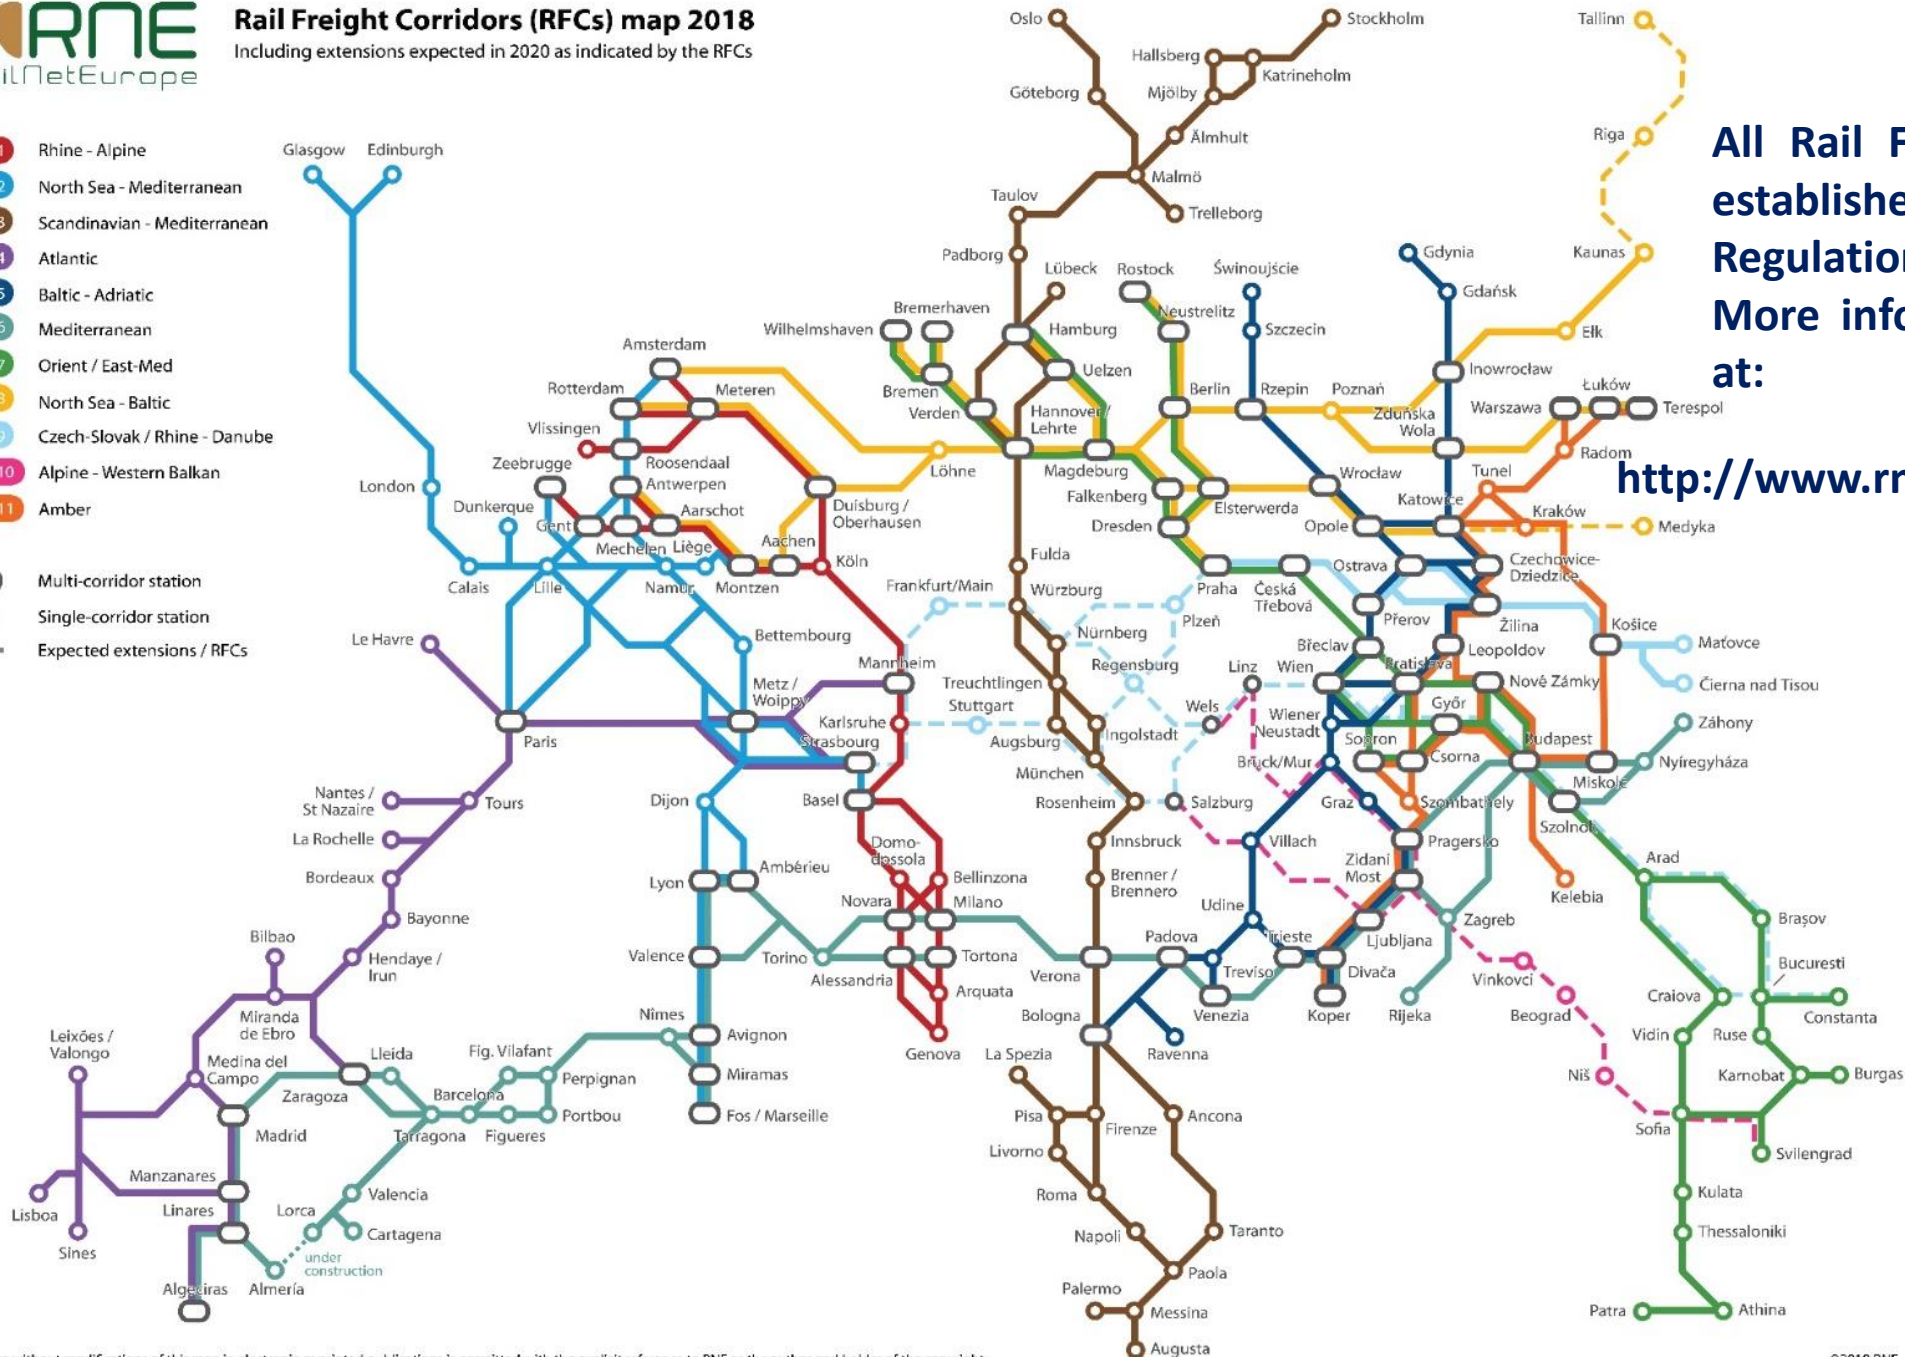 RNE
ilNetEurope
Rail Freight Corridors (RFCs) map 2018
Including extensions expected in 2020 as indicated by the RFCs
1 Rhine - Alpine
2 North Sea - Mediterranean
3 Scandinavian - Mediterranean
4 Atlantic
5 Baltic - Adriatic
6 Mediterranean
7 Orient / East-Med
8 North Sea - Baltic
9 Czech-Slovak / Rhine - Danube
10 Alpine - Western Balkan
11 Amber
Multi-corridor station
Single-corridor station
Expected extensions / RFCs
All Rail F
establishe
Regulation
More info
at:
http://www.rn
Oslo
Stockholm
Tallinn
Hallsberg
Katrineholm
Göteborg
Mjölby
Älmhult
Riga
Glasgow
Edinburgh
Malmö
Taulov
Trelleborg
Padborg
Gdynia
Kaunas
Lübeck
Rostock
Świnoujście
Gdańsk
Bremerhaven
Neustrelitz
Wilhelmshaven
Hamburg
Szczecin
Ełk
Amsterdam
Uelzen
Inowrocław
Rotterdam
Meteren
Bremen
Berlin
Rzepin
Poznań
Łuków
Verden
Hannover /
Lehrte
Zduńska
Wola
Warszawa
Terespol
Vlissingen
Zeebrugge
Roosendaal
Löhne
Magdeburg
Wrocław
Tunel
Radom
London
Antwerpen
Falkenberg
Katowice
Dunkerque
Aarschot
Duisburg /
Oberhausen
Elsterwerda
Kraków
Gent
Dresden
Opole
Medyka
Mechelen
Liège
Aachen
Köln
Fulda
Ostrava
Czechowice-
Dziedzice
Calais
Lille
Namur
Montzen
Frankfurt/Main
Würzburg
Praha
Česká
Třebová
Plzeň
Přerov
Žilina
Košice
Le Havre
Bettembourg
Nürnberg
Břeclav
Leopoldov
Maťovce
Mannheim
Regensburg
Linz
Wien
Bratislava
Metz /
Woippy
Treuchtlingen
Nové Zámky
Čierna nad Tisou
Karlsruhe
Stuttgart
Wels
Wiener
Neustadt
Győr
Záhony
Paris
Strasbourg
Augsburg
Ingolstadt
Sopron
Csorna
Budapest
Nyíregyháza
München
Bruck/Mur
Miskolc
Nantes /
St Nazaire
Tours
Dijon
Basel
Rosenheim
Salzburg
Graz
Szombathely
Szolnok
La Rochelle
Domo-
dossola
Innsbruck
Villach
Pragersko
Bordeaux
Ambérieu
Lyon
Bellinzona
Brenner /
Brennero
Zidani
Most
Arad
Kelebia
Bayonne
Novara
Milano
Udine
Zagreb
Brașov
Bilbao
Hendaye /
Irun
Valence
Torino
Tortona
Verona
Padova
Trieste
Ljubljana
Alessandria
Treviso
Divača
Vinkovci
Bucuresti
Miranda
de Ebro
Arquata
Venezia
Koper
Rijeka
Beograd
Craiova
Constanta
Leixões /
Valongo
Nîmes
Avignon
Bologna
Vidin
Ruse
Medina del
Campo
Lleida
Fig. Vilafant
Genova
La Spezia
Ravenna
Zaragoza
Barcelona
Perpignan
Miramas
Niš
Karnobat
Burgas
Madrid
Tarragona
Figueres
Portbou
Fos / Marseille
Pisa
Firenze
Ancona
Sofia
Livorno
Svilengrad
Manzanares
Valencia
Lisboa
Linares
Lorca
Roma
Kulata
Sines
Cartagena
Napoli
Taranto
Thessaloniki
under
construction
Algeciras
Almería
Paola
Palermo
Messina
Patra
Athina
Augusta